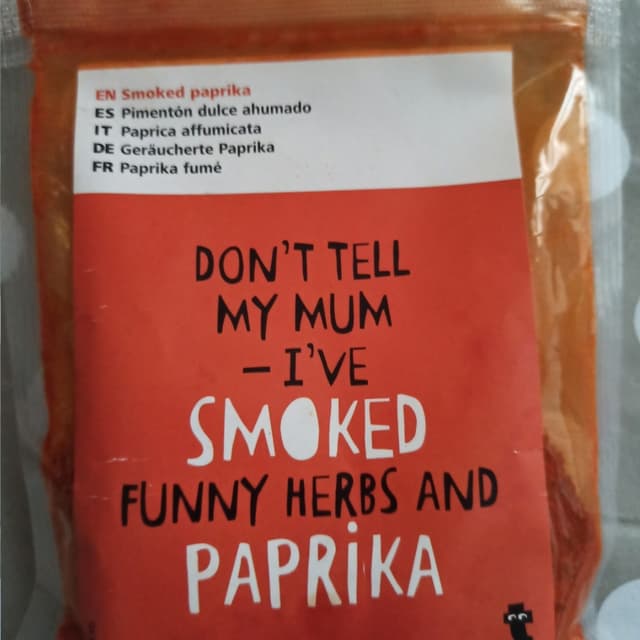 EN Smoked paprika
ES Pimentón dulce ahumado
IT Paprica affumicata
DE Geräucherte Paprika
FR Paprika fumé
DON'T TELL
MY MUM
– I'VE
SMOKED
FUNNY HERBS AND
PAPRiKA